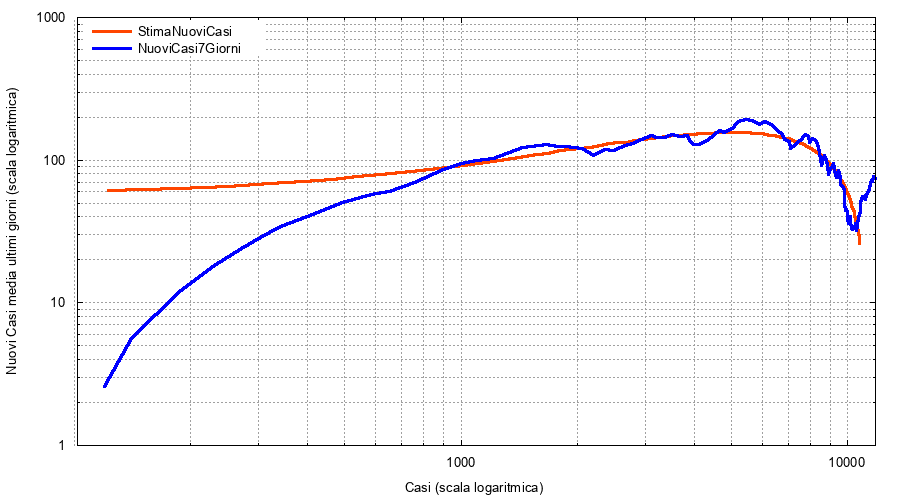 1000
StimaNuoviCasi
NuoviCasi7Giorni
Nuovi Casi media ultimi giorni (scala logaritmica)
100
10
1
1000
10000
Casi (scala logaritmica)